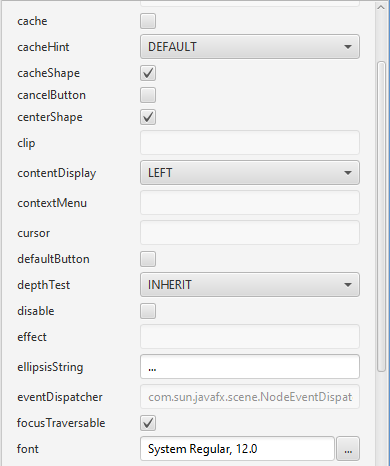 cache
cacheHint DEFAULT
cacheShape
cancelButton
centerShape
clip
contentDisplay LEFT
contextMenu
cursor
defaultButton
depthTest INHERIT
disable
effect
ellipsisString ...
eventDispatcher com.sun.javafx.scene.NodeEventDispat
focusTraversable
font System Regular, 12.0 ...